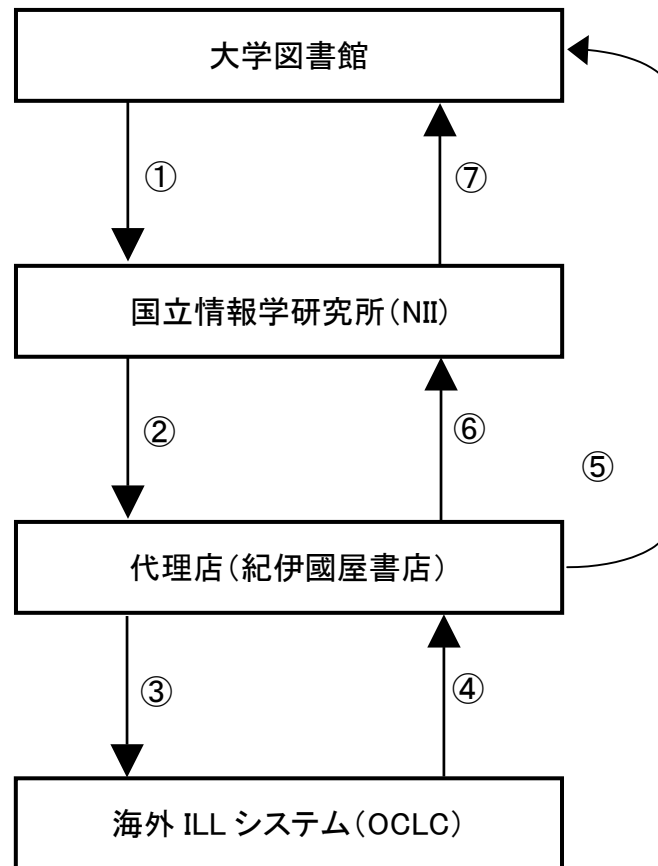 大学図書館
①
⑦
国立情報学研究所(NII)
②
⑥
⑤
代理店(紀伊國屋書店)
③
④
海外 ILL システム(OCLC)